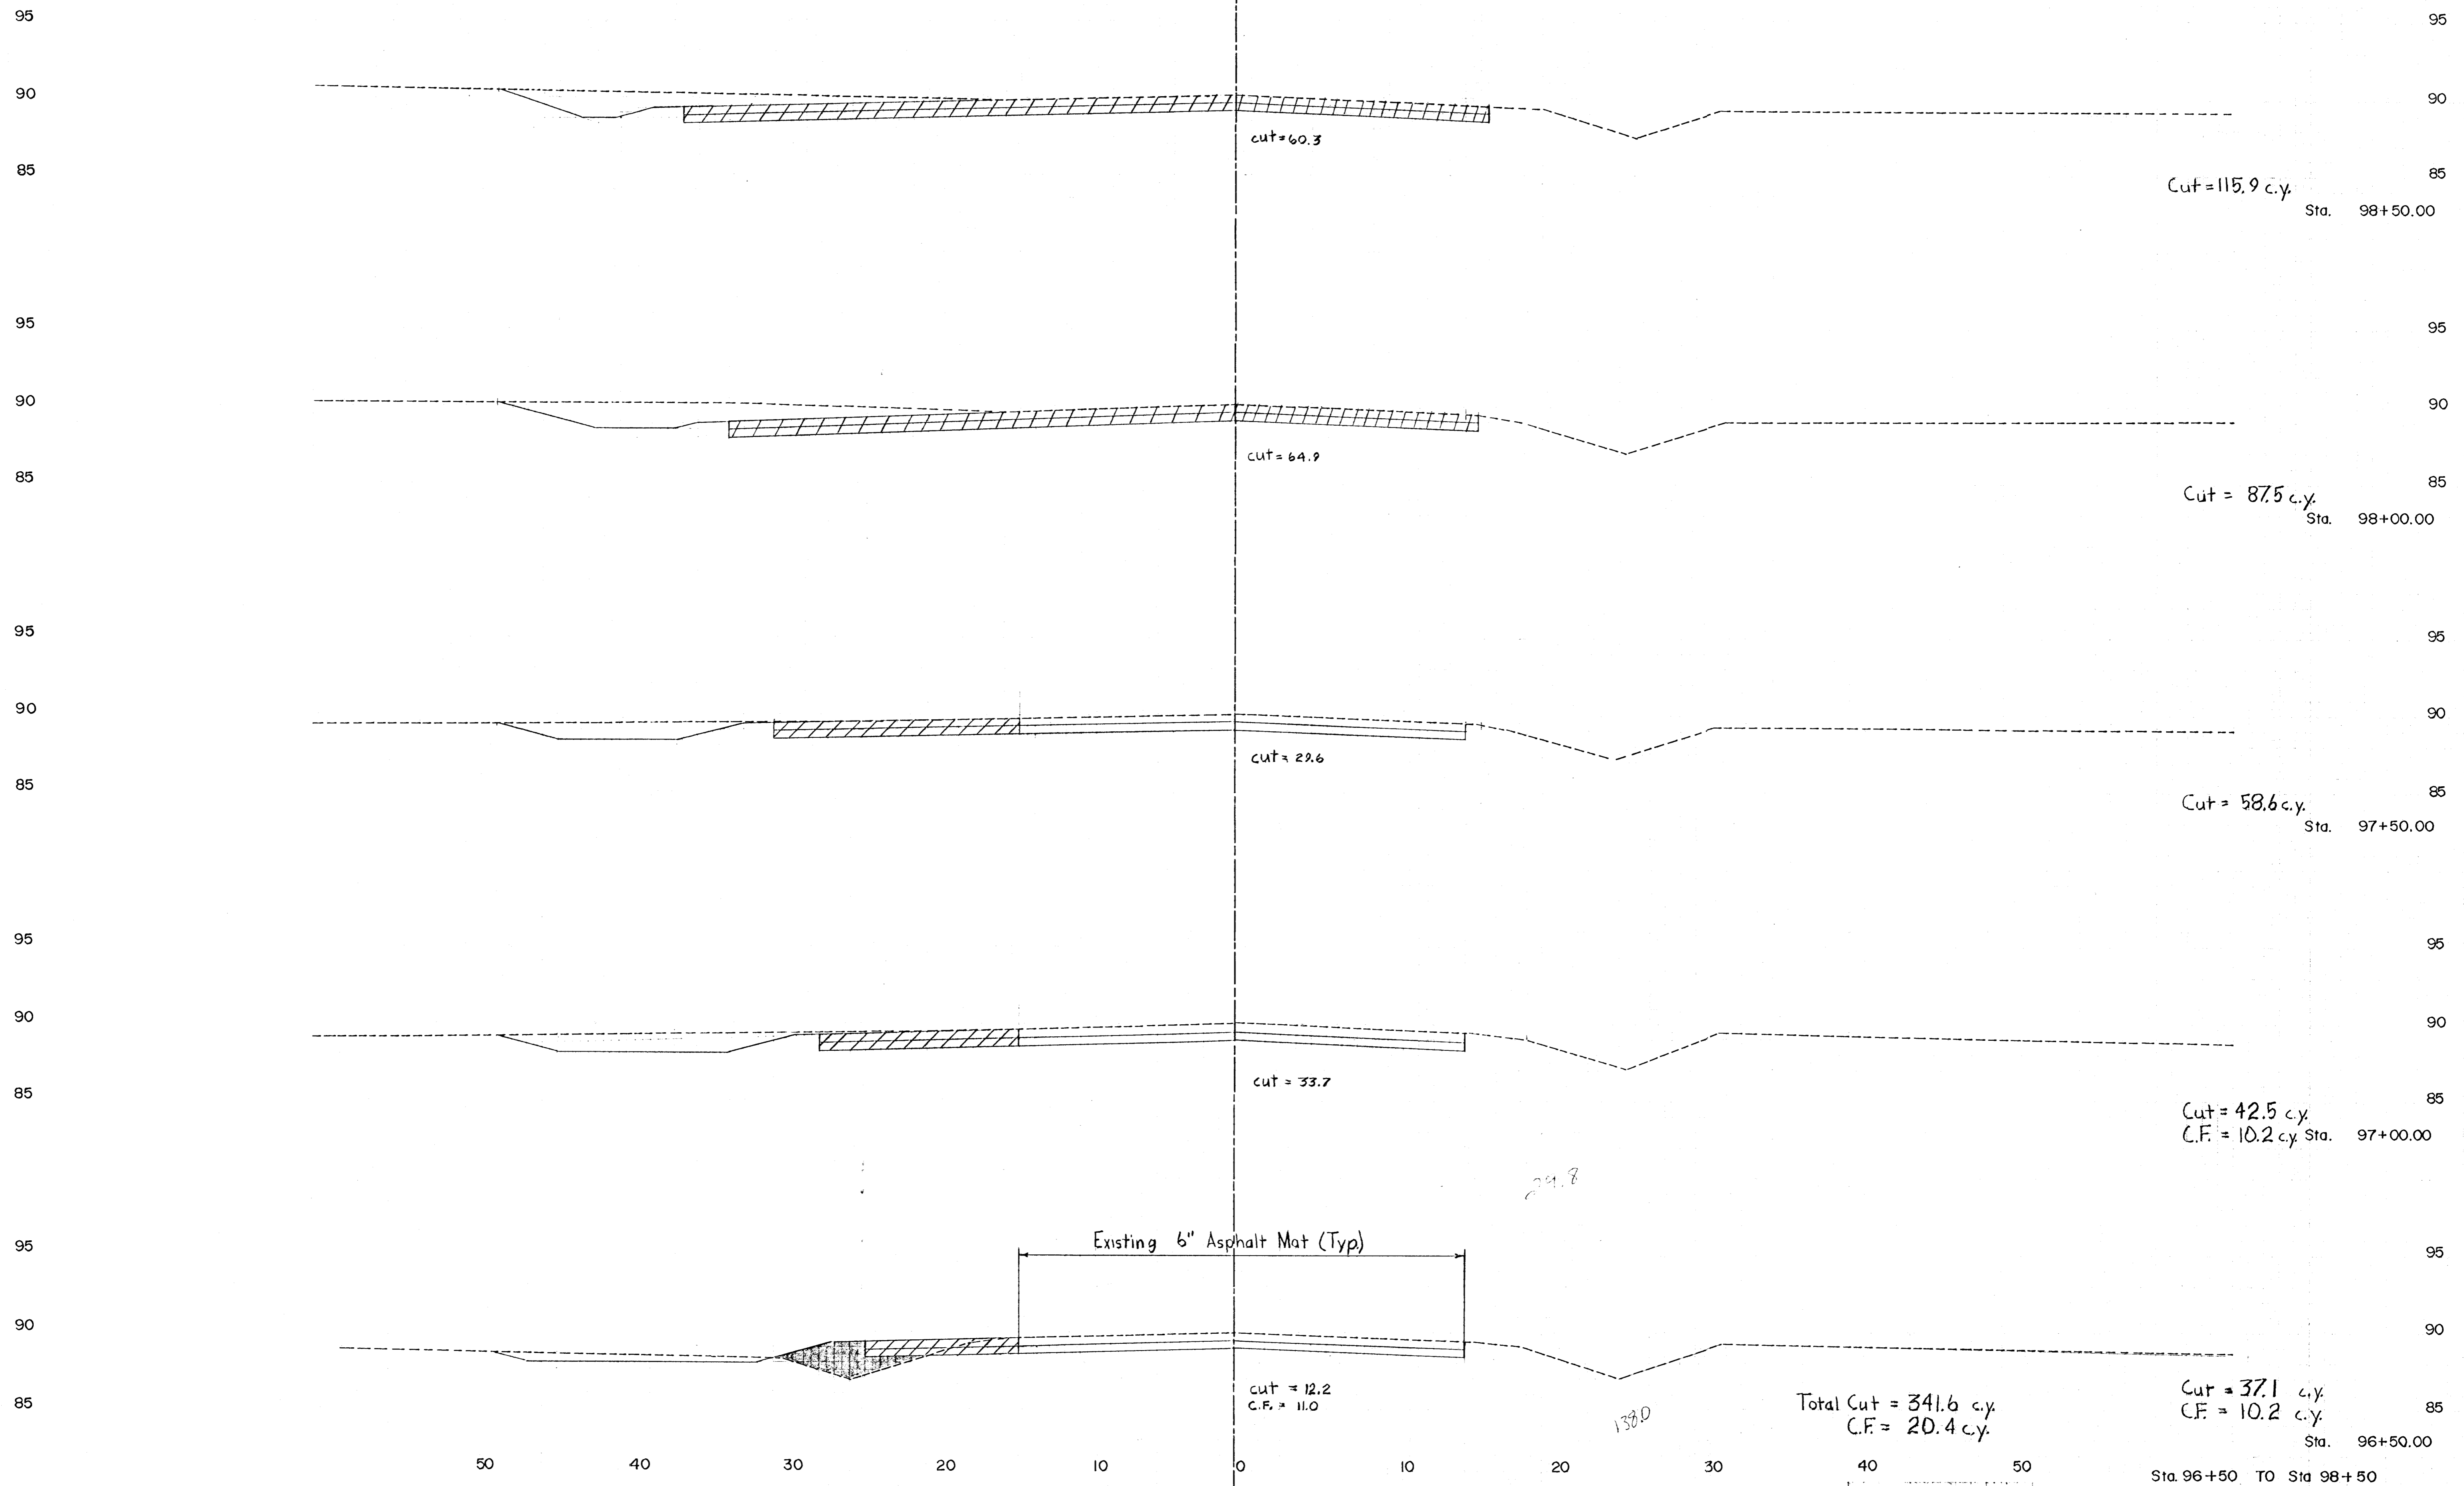 95 95
90 90
cut=60.3
85 85
Cut=115.9 c.y.
Sta. 98+50.00
95 95
90 90
cut=64.9
85 85
Cut = 87.5 c.y.
Sta. 98+00.00
95 95
90 90
cut=29.6
85 85
Cut = 58.6 c.y.
Sta. 97+50.00
95 95
90 90
cut = 33.7
85 85
Cut = 42.5 c.y.
C.F. = 10.2 c.y. Sta. 97+00.00
95 95
Existing 6" Asphalt Mat (Typ.)
90 90
cut = 12.2
C.F. = 11.0
85 85
1380
Total Cut = 341.6 c.y.
C.F. = 20.4 c.y.
Cut = 37.1 c.y.
C.F. = 10.2 c.y.
Sta. 96+50.00
50 40 30 20 10 0 10 20 30 40 50
Sta. 96+50 TO Sta 98+50